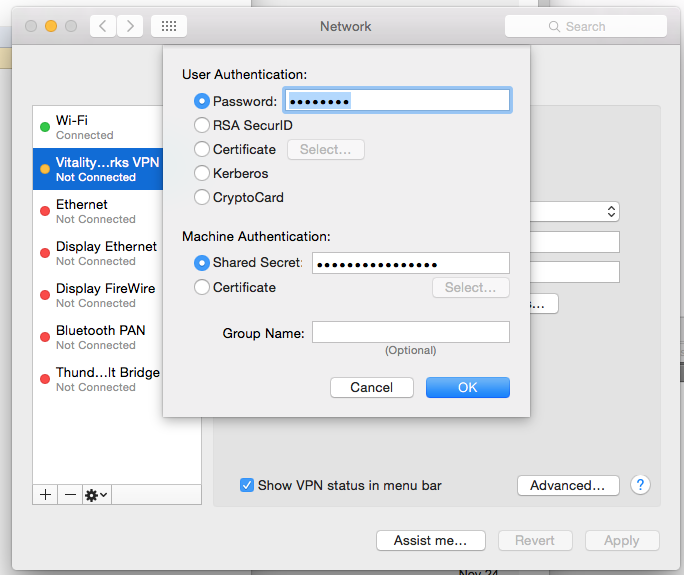 Network
Search
User Authentication:
Password: ••••••••
RSA SecurID
Certificate Select...
Kerberos
CryptoCard
Machine Authentication:
Shared Secret: ••••••••••••••••
Certificate
Select...
Group Name:
(Optional)
Cancel OK
Wi-Fi
Connected
Vitality…rks VPN
Not Connected
Ethernet
Not Connected
Display Ethernet
Not Connected
Display FireWire
Not Connected
Bluetooth PAN
Not Connected
Thund...lt Bridge
Not Connected
Show VPN status in menu bar
Advanced...
?
Assist me...
Revert
Apply